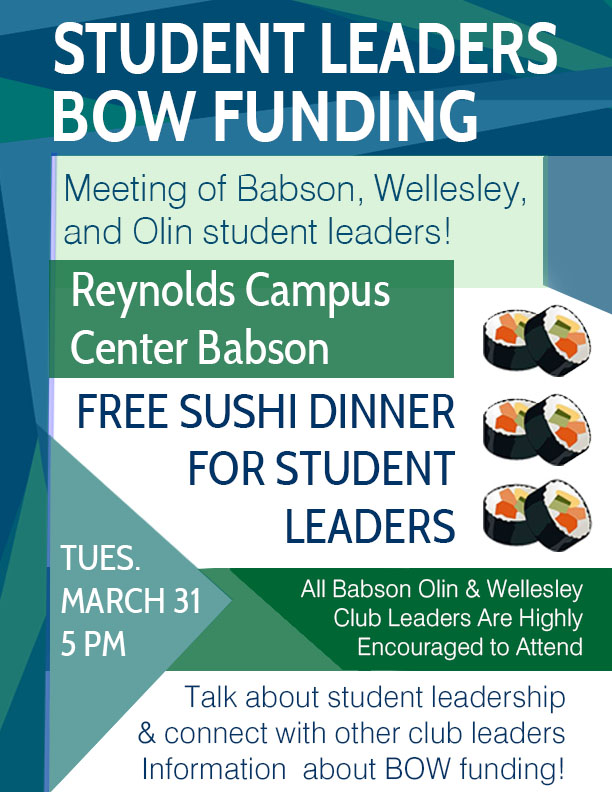 STUDENT LEADERS
BOW FUNDING
Meeting of Babson, Wellesley,
and Olin student leaders!
Reynolds Campus
Center Babson
FREE SUSHI DINNER
FOR STUDENT
LEADERS
TUES.
MARCH 31
5 PM
All Babson Olin & Wellesley
Club Leaders Are Highly
Encouraged to Attend
Talk about student leadership
& connect with other club leaders
Information  about BOW funding!